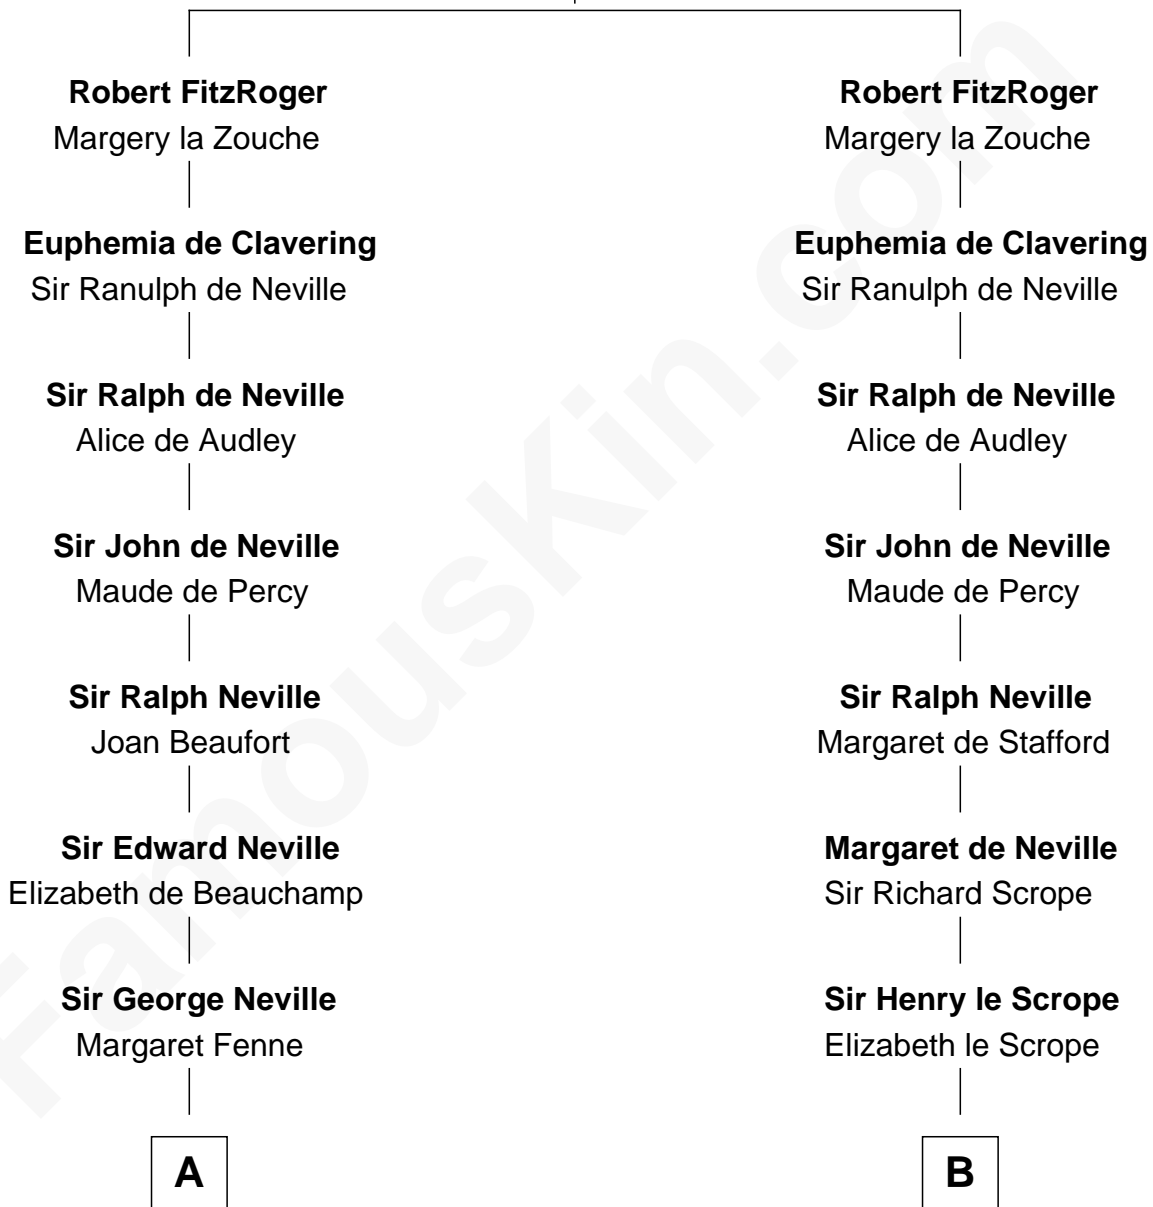 Robert FitzRoger
Margery la Zouche
Euphemia de Clavering
Sir Ranulph de Neville
Sir Ralph de Neville
Alice de Audley
Sir John de Neville
Maude de Percy
Sir Ralph Neville
Joan Beaufort
Sir Edward Neville
Elizabeth de Beauchamp
Sir George Neville
Margaret Fenne
A
Robert FitzRoger
Margery la Zouche
Euphemia de Clavering
Sir Ranulph de Neville
Sir Ralph de Neville
Alice de Audley
Sir John de Neville
Maude de Percy
Sir Ralph Neville
Margaret de Stafford
Margaret de Neville
Sir Richard Scrope
Sir Henry le Scrope
Elizabeth le Scrope
B
FamousKin.com